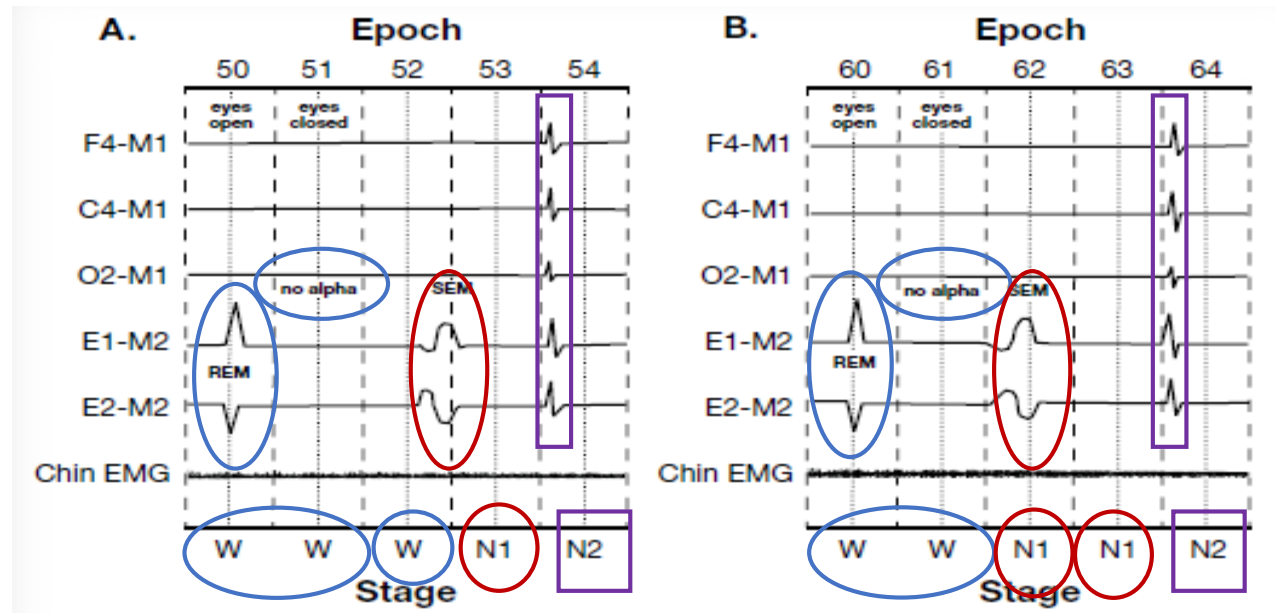 A.
Epoch
50 51 52 53 54
eyes open
eyes closed
F4-M1
C4-M1
O2-M1
no alpha
SEM
E1-M2
REM
E2-M2
Chin EMG
W W W N1 N2
Stage
B.
Epoch
60 61 62 63 64
eyes open
eyes closed
F4-M1
C4-M1
O2-M1
no alpha
SEM
E1-M2
REM
E2-M2
Chin EMG
W W N1 N1 N2
Stage